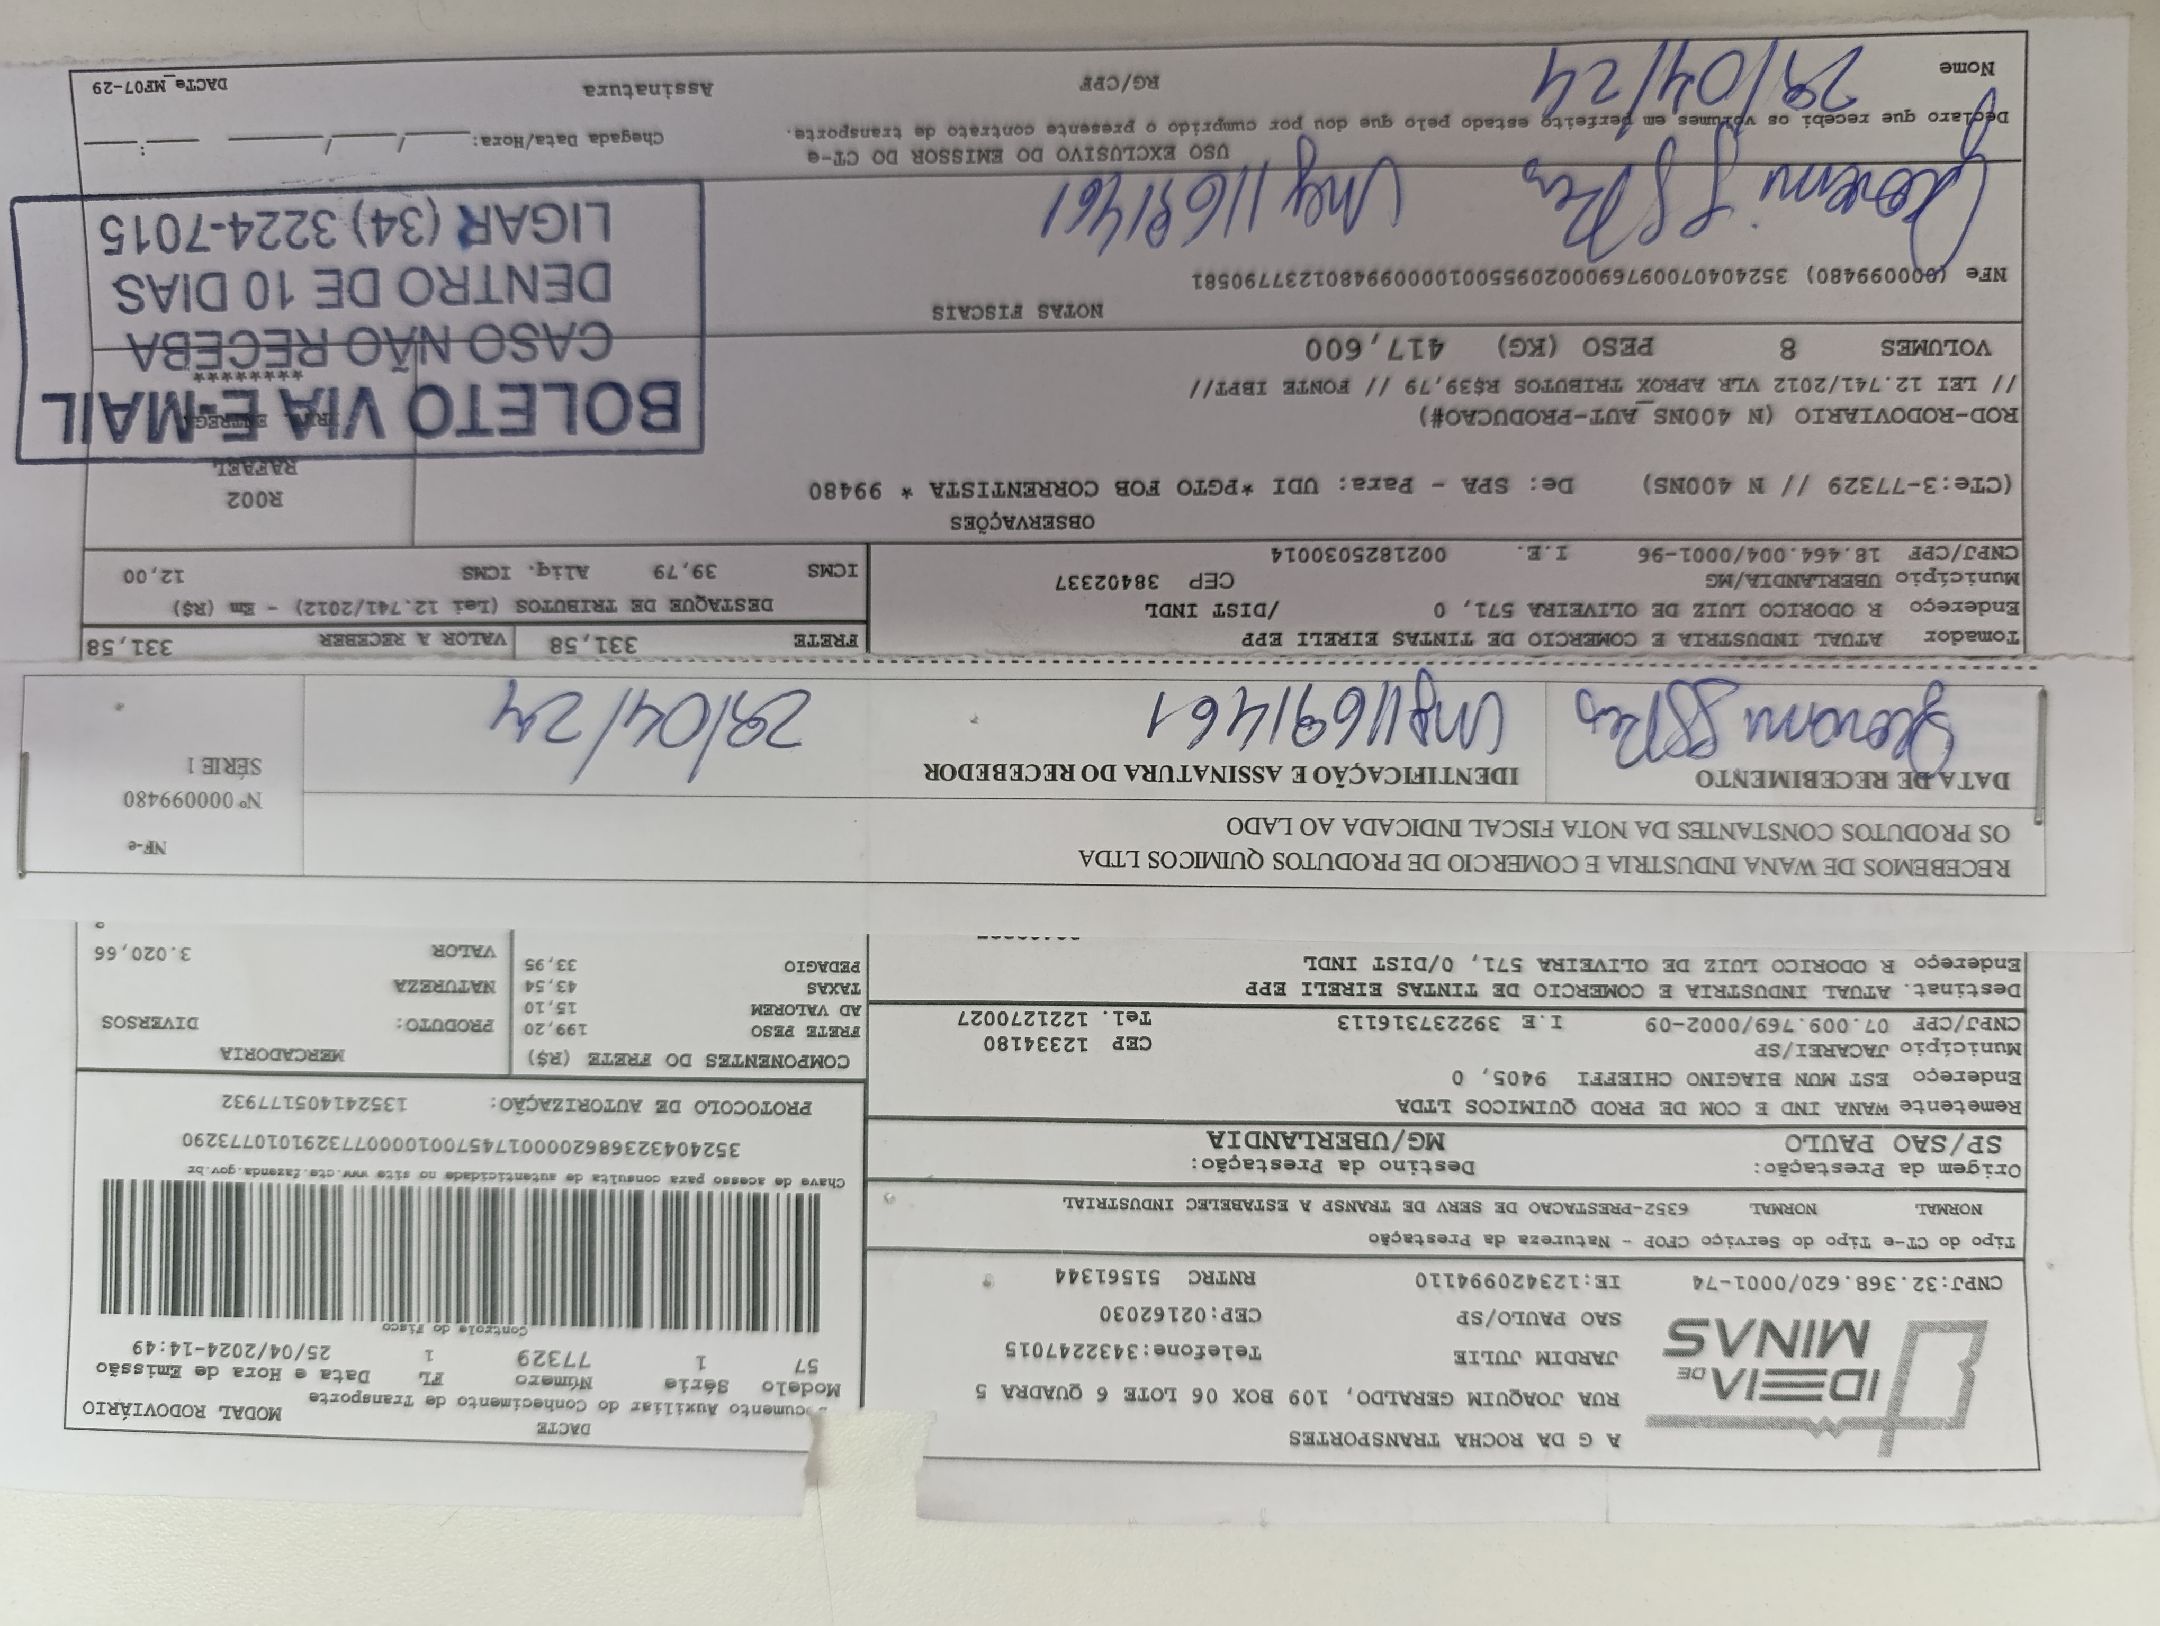 DACTE
A G DA ROCHA TRANSPORTES
Documento Auxiliar do Conhecimento de Transporte MODAL RODOVIÁRIO
IDEIA DE MINAS
RUA JOAQUIM GERALDO, 109 BOX 06 LOTE 6 QUADRA 5
JARDIM JULIE Telefone:3432247015
SAO PAULO/SP CEP:02162030
CNPJ:32.368.620/0001-74 IE:123420994110 RNTRC 51561344
Modelo Série Número FL Data e Hora de Emissão
57 1 77329 1 25/04/2024-14:49
Controle do Fisco
Tipo do CT-e Tipo do Serviço CFOP - Natureza da Prestação
NORMAL NORMAL 6352-PRESTACAO DE SERV DE TRANSP A ESTABELEC INDUSTRIAL
Chave de acesso para consulta de autenticidade no site www.cte.fazenda.gov.br
35240432368620000174570010000773291010773290
PROTOCOLO DE AUTORIZAÇÃO: 135241405177932
Origem da Prestação: Destino da Prestação:
SP/SAO PAULO MG/UBERLANDIA
Remetente WANA IND E COM DE PROD QUIMICOS LTDA
Endereço EST MUN BIAGINO CHIEFFI 9405, 0
Município JACAREI/SP CEP 12334180
CNPJ/CPF 07.009.769/0002-09 I.E 392237316113 Tel. 1221270027
Destinat. ATUAL INDUSTRIA E COMERCIO DE TINTAS EIRELI EPP
Endereço R ODORICO LUIZ DE OLIVEIRA 571, 0/DIST INDL
COMPONENTES DO FRETE (R$)
FRETE PESO 199,20
AD VALOREM 15,10
TAXAS 43,54
PEDAGIO 33,95
MERCADORIA
PRODUTO: DIVERSOS
NATUREZA
VALOR 3.020,66
RECEBEMOS DE WANA INDUSTRIA E COMERCIO DE PRODUTOS QUIMICOS LTDA
OS PRODUTOS CONSTANTES DA NOTA FISCAL INDICADA AO LADO
NF-e
Nº 000099480
SÉRIE 1
DATA DE RECEBIMENTO IDENTIFICAÇÃO E ASSINATURA DO RECEBEDOR
mg11691461 29/04/24
Tomador ATUAL INDUSTRIA E COMERCIO DE TINTAS EIRELI EPP
Endereço R ODORICO LUIZ DE OLIVEIRA 571, 0 /DIST INDL
Município UBERLANDIA/MG CEP 38402337
CNPJ/CPF 18.464.004/0001-96 I.E. 0021825030014
FRETE 331,58 VALOR A RECEBER 331,58
DESTAQUE DE TRIBUTOS (Lei 12.741/2012) - Em (R$)
ICMS 39,79 Aliq. ICMS 12,00
OBSERVAÇÕES
(CTe:3-77329 // N 400NS) De: SPA - Para: UDI *PGTO FOB CORRENTISTA * 99480
ROD-RODOVIARIO (N 400NS_AUT-PRODUCAO#)
// LEI 12.741/2012 VLR APROX TRIBUTOS R$39,79 // FONTE IBPT//
R002
RAFAEL
VOLUMES 8 PESO (KG) 417,600
BOLETO VIA E-MAIL
CASO NÃO RECEBA
DENTRO DE 10 DIAS
LIGAR (34) 3224-7015
NOTAS FISCAIS
NFe (00099480) 35240407009769000209550010000994801237790581
mg11691461
USO EXCLUSIVO DO EMISSOR DO CT-e
Declaro que recebi os volumes em perfeito estado pelo que dou por cumprido o presente contrato de transporte.
Chegada Data/Hora: ____/____/____ ___:___
29/04/24
Nome RG/CPF Assinatura DACTe_MF07-29